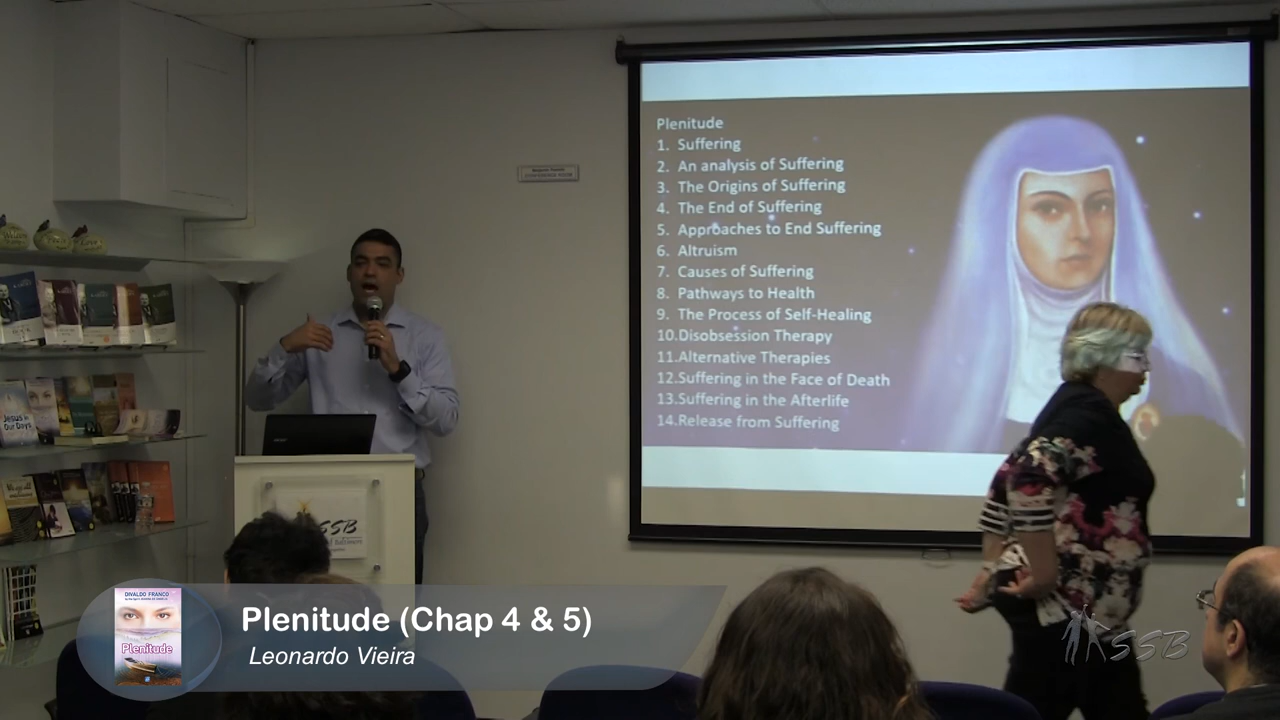 Plenitude
1. Suffering
2. An analysis of Suffering
3. The Origins of Suffering
4. The End of Suffering
5. Approaches to End Suffering
6. Altruism
7. Causes of Suffering
8. Pathways to Health
9. The Process of Self-Healing
10.Disobsession Therapy
11.Alternative Therapies
12.Suffering in the Face of Death
13.Suffering in the Afterlife
14.Release from Suffering
CONFERENCE ROOM
Jesus in
Our Days
SSB
of Baltimore
DIVALDO FRANCO
Plenitude
Plenitude (Chap 4 & 5)
Leonardo Vieira
SSB